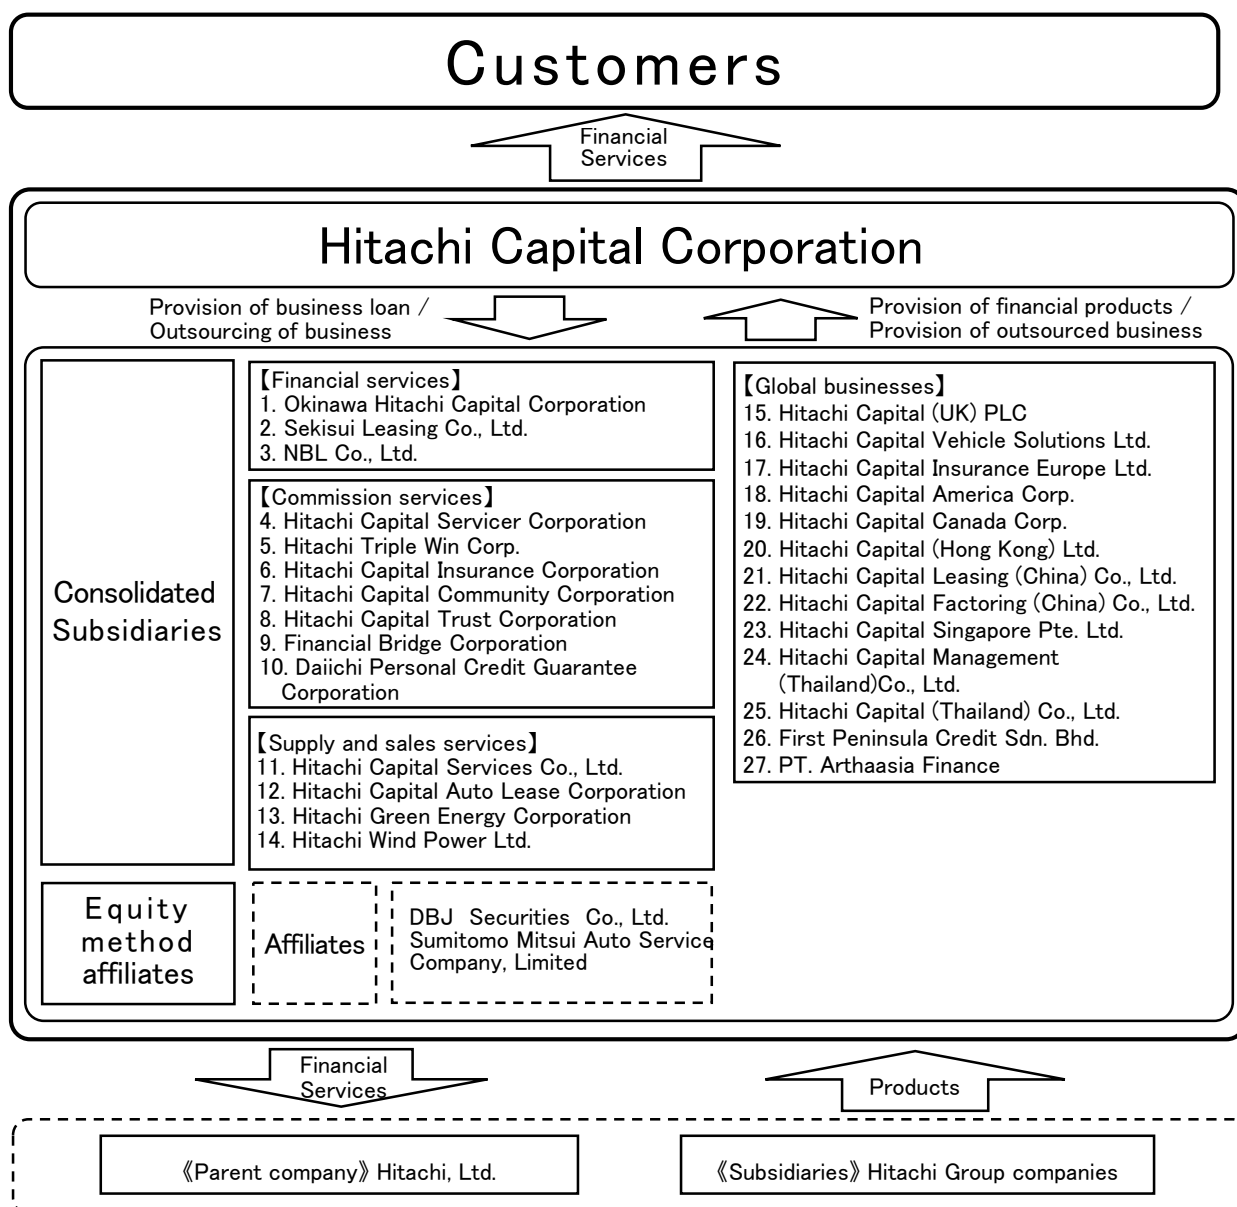 Customers
Financial
Services
Hitachi Capital Corporation
Provision of business loan /
Outsourcing of business
Provision of financial products /
Provision of outsourced business
Consolidated
Subsidiaries
【Financial services】
1. Okinawa Hitachi Capital Corporation
2. Sekisui Leasing Co., Ltd.
3. NBL Co., Ltd.
【Commission services】
4. Hitachi Capital Servicer Corporation
5. Hitachi Triple Win Corp.
6. Hitachi Capital Insurance Corporation
7. Hitachi Capital Community Corporation
8. Hitachi Capital Trust Corporation
9. Financial Bridge Corporation
10. Daiichi Personal Credit Guarantee
Corporation
【Supply and sales services】
11. Hitachi Capital Services Co., Ltd.
12. Hitachi Capital Auto Lease Corporation
13. Hitachi Green Energy Corporation
14. Hitachi Wind Power Ltd.
【Global businesses】
15. Hitachi Capital (UK) PLC
16. Hitachi Capital Vehicle Solutions Ltd.
17. Hitachi Capital Insurance Europe Ltd.
18. Hitachi Capital America Corp.
19. Hitachi Capital Canada Corp.
20. Hitachi Capital (Hong Kong) Ltd.
21. Hitachi Capital Leasing (China) Co., Ltd.
22. Hitachi Capital Factoring (China) Co., Ltd.
23. Hitachi Capital Singapore Pte. Ltd.
24. Hitachi Capital Management
(Thailand)Co., Ltd.
25. Hitachi Capital (Thailand) Co., Ltd.
26. First Peninsula Credit Sdn. Bhd.
27. PT. Arthaasia Finance
Equity
method
affiliates
Affiliates
DBJ Securities Co., Ltd.
Sumitomo Mitsui Auto Service
Company, Limited
Financial
Services
Products
《Parent company》 Hitachi, Ltd.
《Subsidiaries》 Hitachi Group companies